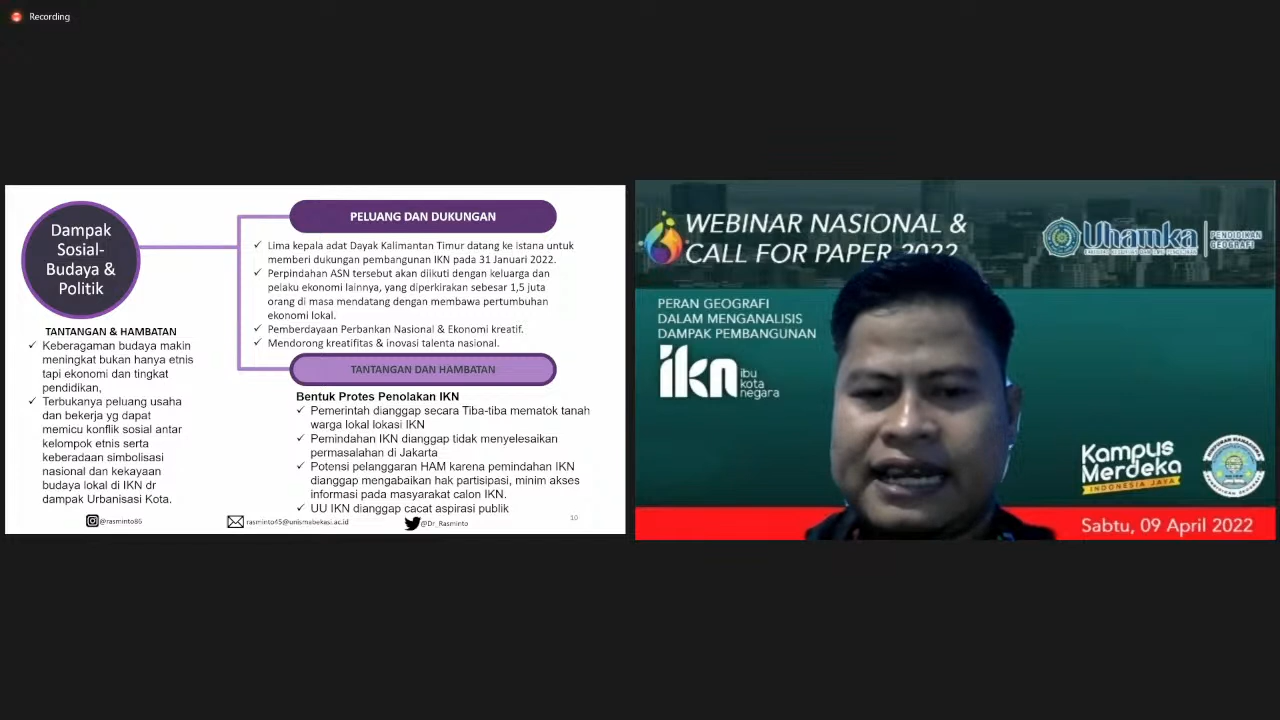 Recording
Dampak
Sosial-
Budaya &
Politik
TANTANGAN & HAMBATAN
✓ Keberagaman budaya makin
meningkat bukan hanya etnis
tapi ekonomi dan tingkat
pendidikan,
✓ Terbukanya peluang usaha
dan bekerja yg dapat
memicu konflik sosial antar
kelompok etnis serta
keberadaan simbolisasi
nasional dan kekayaan
budaya lokal di IKN dr
dampak Urbanisasi Kota.
PELUANG DAN DUKUNGAN
✓ Lima kepala adat Dayak Kalimantan Timur datang ke istana untuk
memberi dukungan pembangunan IKN pada 31 Januari 2022.
✓ Perpindahan ASN tersebut akan diikuti dengan keluarga dan
pelaku ekonomi lainnya, yang diperkirakan sebesar 1,5 juta
orang di masa mendatang dengan membawa pertumbuhan
ekonomi lokal.
✓ Pemberdayaan Perbankan Nasional & Ekonomi kreatif.
✓ Mendorong kreatifitas & inovasi talenta nasional.
TANTANGAN DAN HAMBATAN
Bentuk Protes Penolakan IKN
✓ Pemerintah dianggap secara Tiba-tiba mematok tanah
warga lokal lokasi IKN
✓ Pemindahan IKN dianggap tidak menyelesaikan
permasalahan di Jakarta
✓ Potensi pelanggaran HAM karena pemindahan IKN
dianggap mengabaikan hak partisipasi, minim akses
informasi pada masyarakat calon IKN.
✓ UU IKN dianggap cacat aspirasi publik
@rasminto86
rasminto45@unismabekasi.ac.id
@Dr_Rasminto
10
WEBINAR NASIONAL &
CALL FOR PAPER 2022
Uhamka
PENDIDIKAN
GEOGRAFI
PERAN GEOGRAFI
DALAM MENGANALISIS
DAMPAK PEMBANGUNAN
ikn ibu
kota
negara
Kampus
Merdeka
INDONESIA JAYA
Sabtu, 09 April 2022